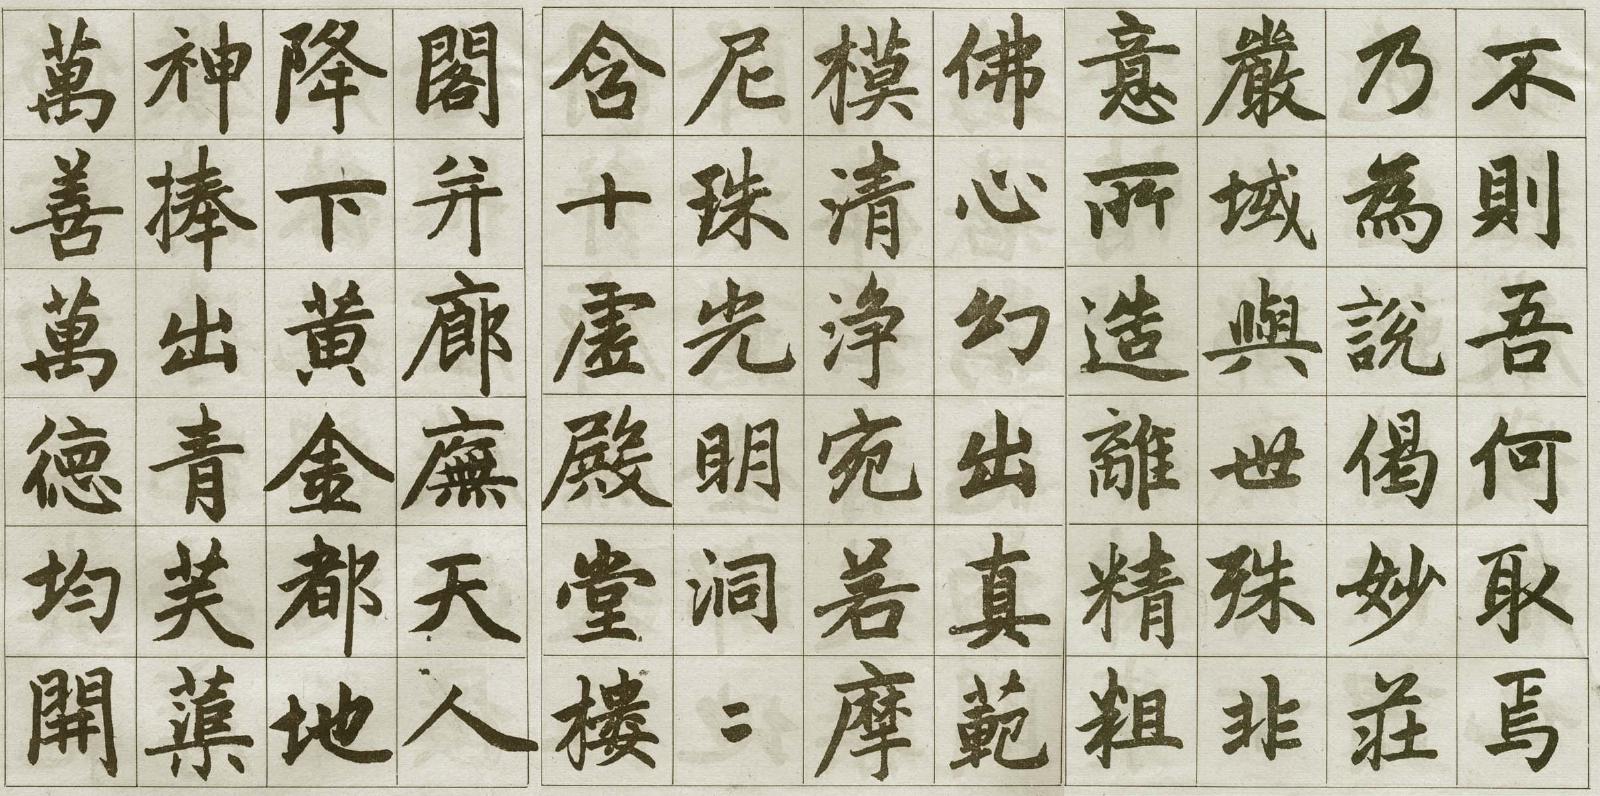 不則吾何取焉
乃為說偈妙莊
嚴域與世殊非
意所造離精粗
佛心幻出真範
模清淨宛若摩
尼珠光明洞二
含十虛殿堂樓
閣并廊廡天人
降下黃金都地
神捧出青芙蕖
萬善萬德均開